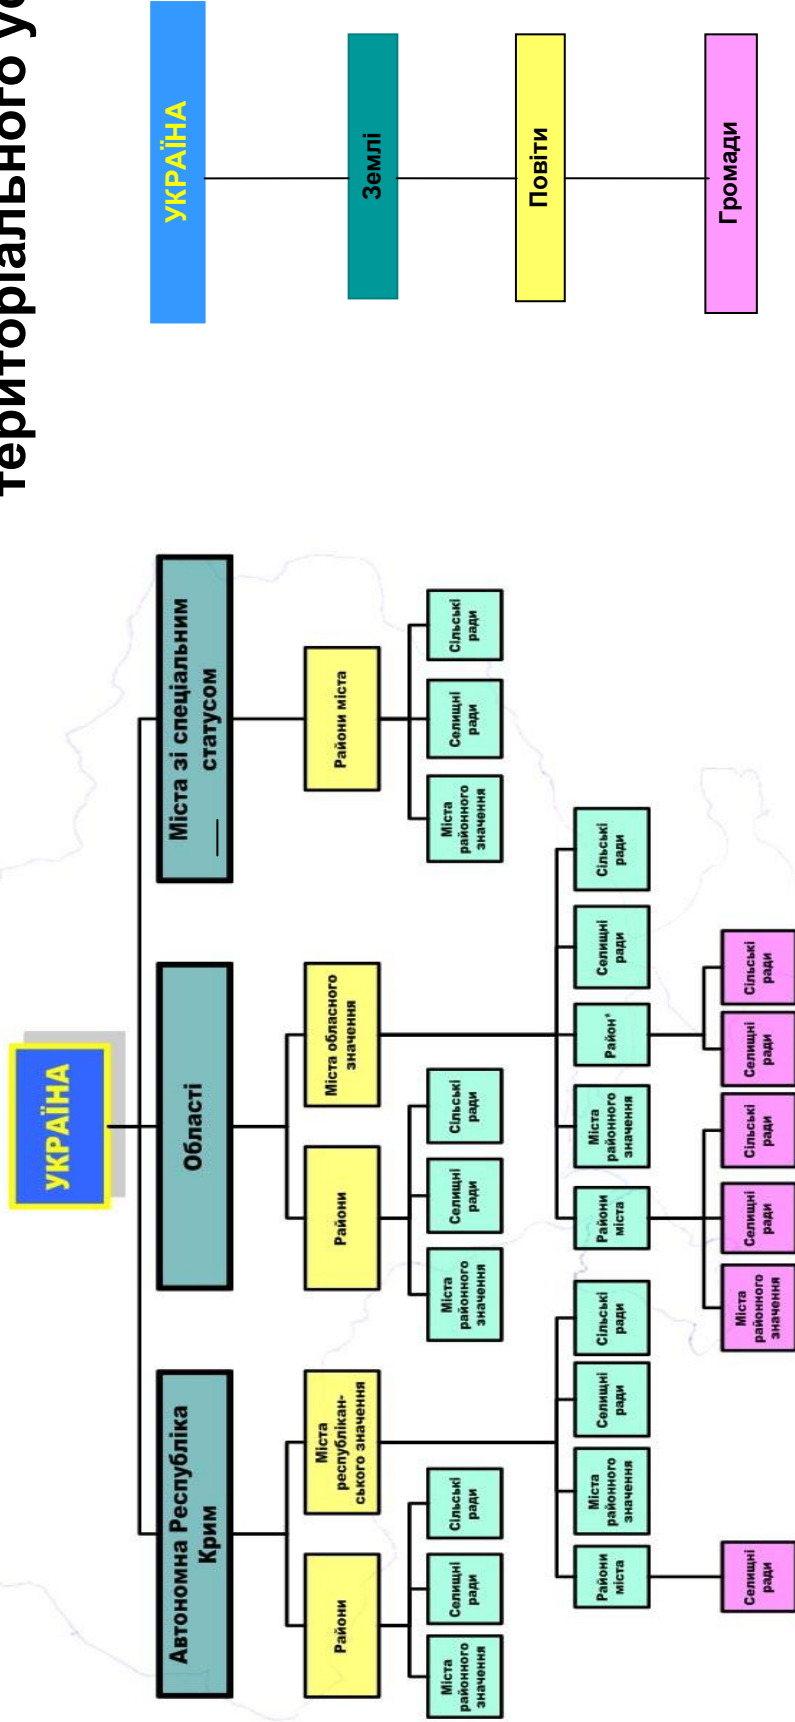 територіального
УКРАЇНА
Автономна Республіка
Крим
Області
Міста зі спеціальним
статусом
Райони
Міста
республікан-
ського значення
Райони
Міста обласного
значення
Райони міста
Міста
районного
значення
Селищні
ради
Сільські
ради
Міста
районного
значення
Селищні
ради
Сільські
ради
Міста
районного
значення
Селищні
ради
Сільські
ради
Райони
міста
Міста
районного
значення
Селищні
ради
Сільські
ради
Райони
міста
Міста
районного
значення
Район*
Селищні
ради
Сільські
ради
Селищні
ради
Міста
районного
значення
Селищні
ради
Сільські
ради
Селищні
ради
Сільські
ради
УКРАЇНА
Землі
Повіти
Громади